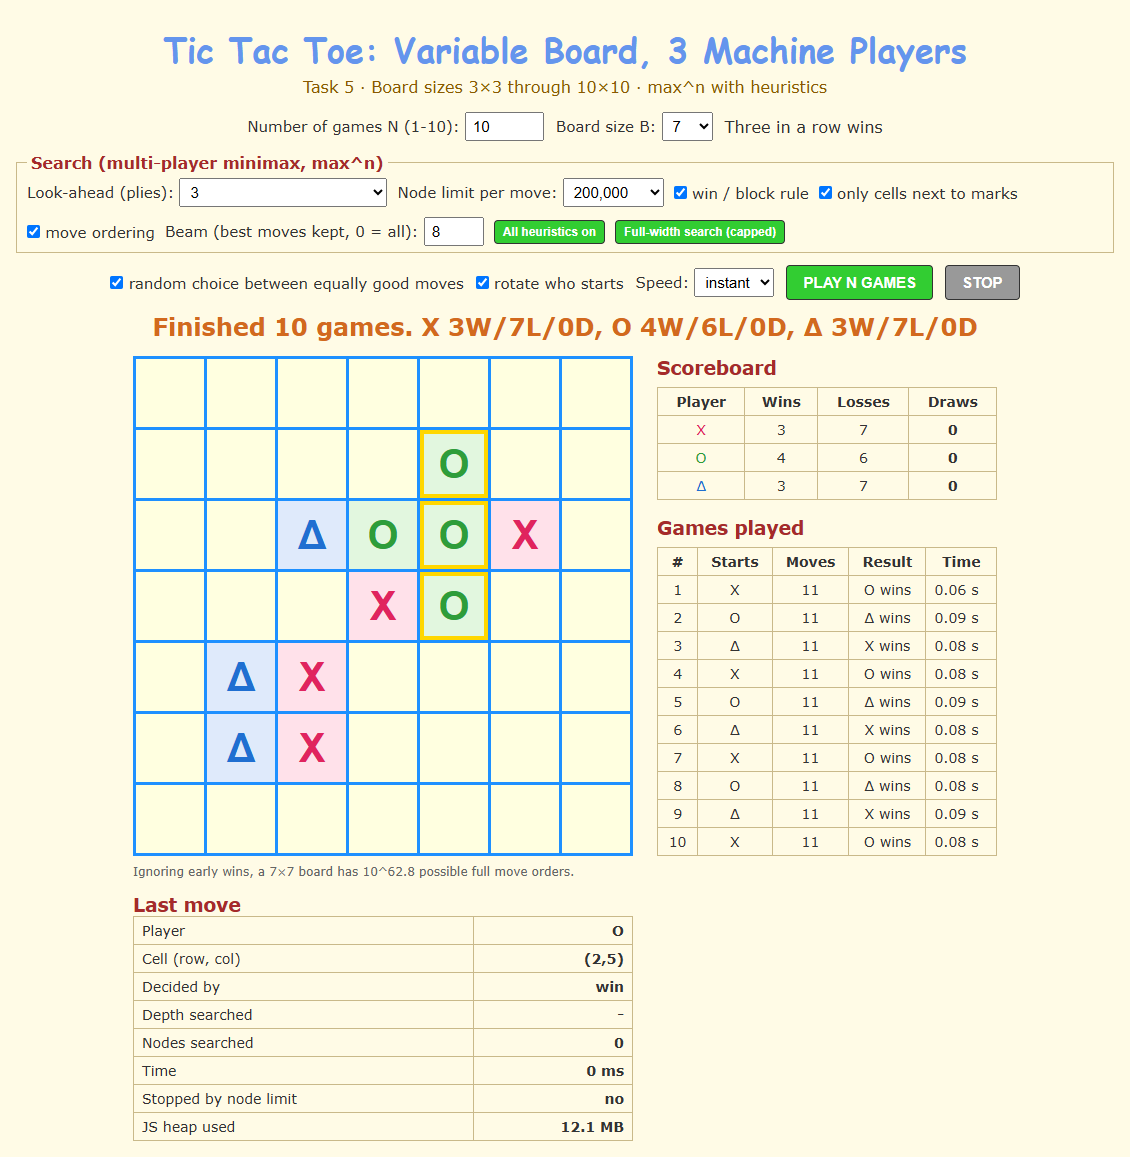 Tic Tac Toe: Variable Board, 3 Machine Players
Task 5 · Board sizes 3×3 through 10×10 · max^n with heuristics
Number of games N (1-10): 10 Board size B: 7 Three in a row wins
Search (multi-player minimax, max^n)
Look-ahead (plies): 3 Node limit per move: 200,000 win / block rule only cells next to marks
move ordering Beam (best moves kept, 0 = all): 8 All heuristics on Full-width search (capped)
random choice between equally good moves rotate who starts Speed: instant PLAY N GAMES STOP
Finished 10 games. X 3W/7L/0D, O 4W/6L/0D, Δ 3W/7L/0D
O
Δ O O X
X O
Δ X
Δ X
Ignoring early wins, a 7×7 board has 10^62.8 possible full move orders.
Last move
Player O
Cell (row, col) (2,5)
Decided by win
Depth searched -
Nodes searched 0
Time 0 ms
Stopped by node limit no
JS heap used 12.1 MB
Scoreboard
Player Wins Losses Draws
X 3 7 0
O 4 6 0
Δ 3 7 0
Games played
# Starts Moves Result Time
1 X 11 O wins 0.06 s
2 O 11 Δ wins 0.09 s
3 Δ 11 X wins 0.08 s
4 X 11 O wins 0.08 s
5 O 11 Δ wins 0.09 s
6 Δ 11 X wins 0.08 s
7 X 11 O wins 0.08 s
8 O 11 Δ wins 0.08 s
9 Δ 11 X wins 0.09 s
10 X 11 O wins 0.08 s